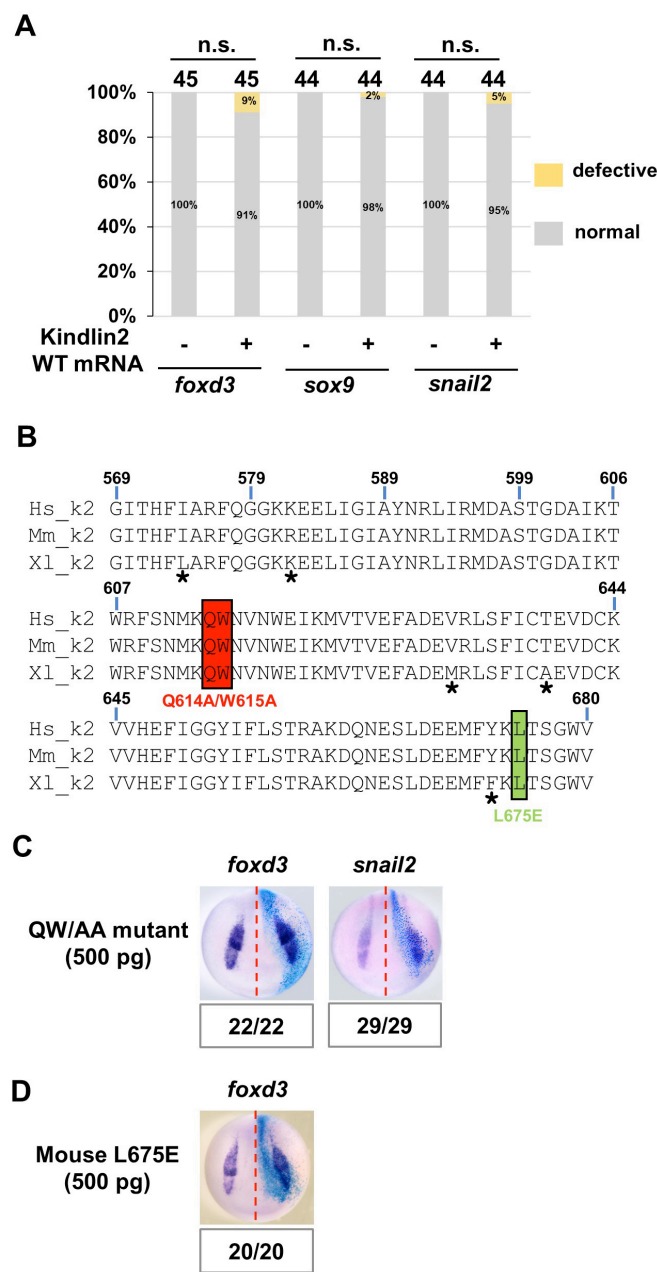 A
n.s. n.s. n.s.
45 45 44 44 44 44
100%
80%
60%
40%
20%
0%
9% 2% 5%
100% 91% 100% 98% 100% 95%
defective
normal
Kindlin2
WT mRNA
- + - + - +
foxd3 sox9 snail2
B
569 579 589 599 606
Hs_k2 GITHFIARFQGGKKEELIGIAYNRLIRMDASTGDAIKT
Mm_k2 GITHFIARFQGGKREELIGIAYNRLIRMDASTGDAIKT
Xl_k2 GITHFLARFQGGKKEELIGIAYNRLIRMDASTGDAIKT
* *
607 644
Hs_k2 WRFSNMKQWNVNWEIKMVTVEFADEVRLSFICTEVDCK
Mm_k2 WRFSNMKQWNVNWEIKMVTVEFADEVRLSFICTEVDCK
Xl_k2 WRFSNMKQWNVNWEIKMVTVEFADEMRLSFICAEVDCK
* *
Q614A/W615A
645 680
Hs_k2 VVHEFIGGYIFLSTRAKDQNESLDEEMFYKLTSGWV
Mm_k2 VVHEFIGGYIFLSTRAKDQNESLDEEMFYKLTSGWV
Xl_k2 VVHEFIGGYIFLSTRAKDQNESLDEEMFFKLTSGWV
*
L675E
C
foxd3 snail2
QW/AA mutant
(500 pg)
22/22 29/29
D
foxd3
Mouse L675E
(500 pg)
20/20